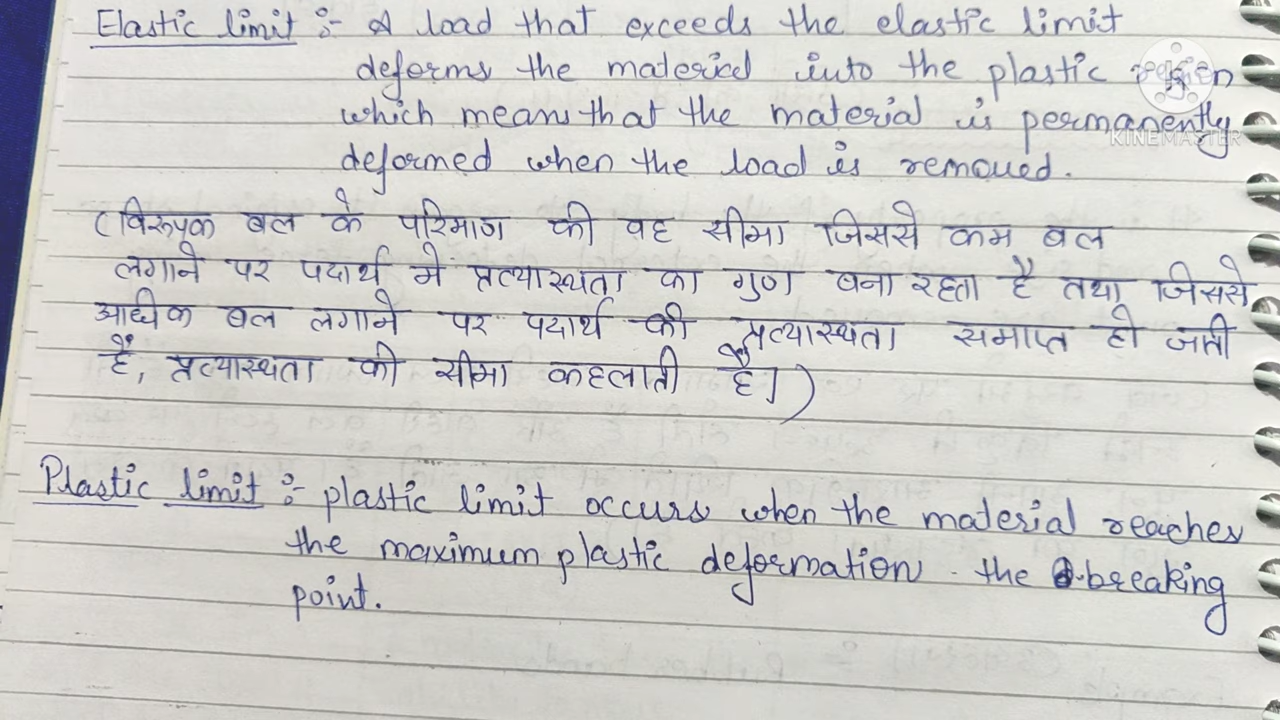 Elastic limit :- A load that exceeds the elastic limit
deforms the material into the plastic region
which means that the material is permanently
KINEMASTER
deformed when the load is removed.
(विरूपक बल के परिमाण की वह सीमा जिससे कम बल
लगाने पर पदार्थ में प्रत्यास्थता का गुण बना रहता है तथा जिससे
अधिक बल लगाने पर पदार्थ की प्रत्यास्थता समाप्त हो जाती
है, प्रत्यास्थता की सीमा कहलाती है।)
Plastic limit :- plastic limit occurs when the material reaches
the maximum plastic deformation. the breaking
point.